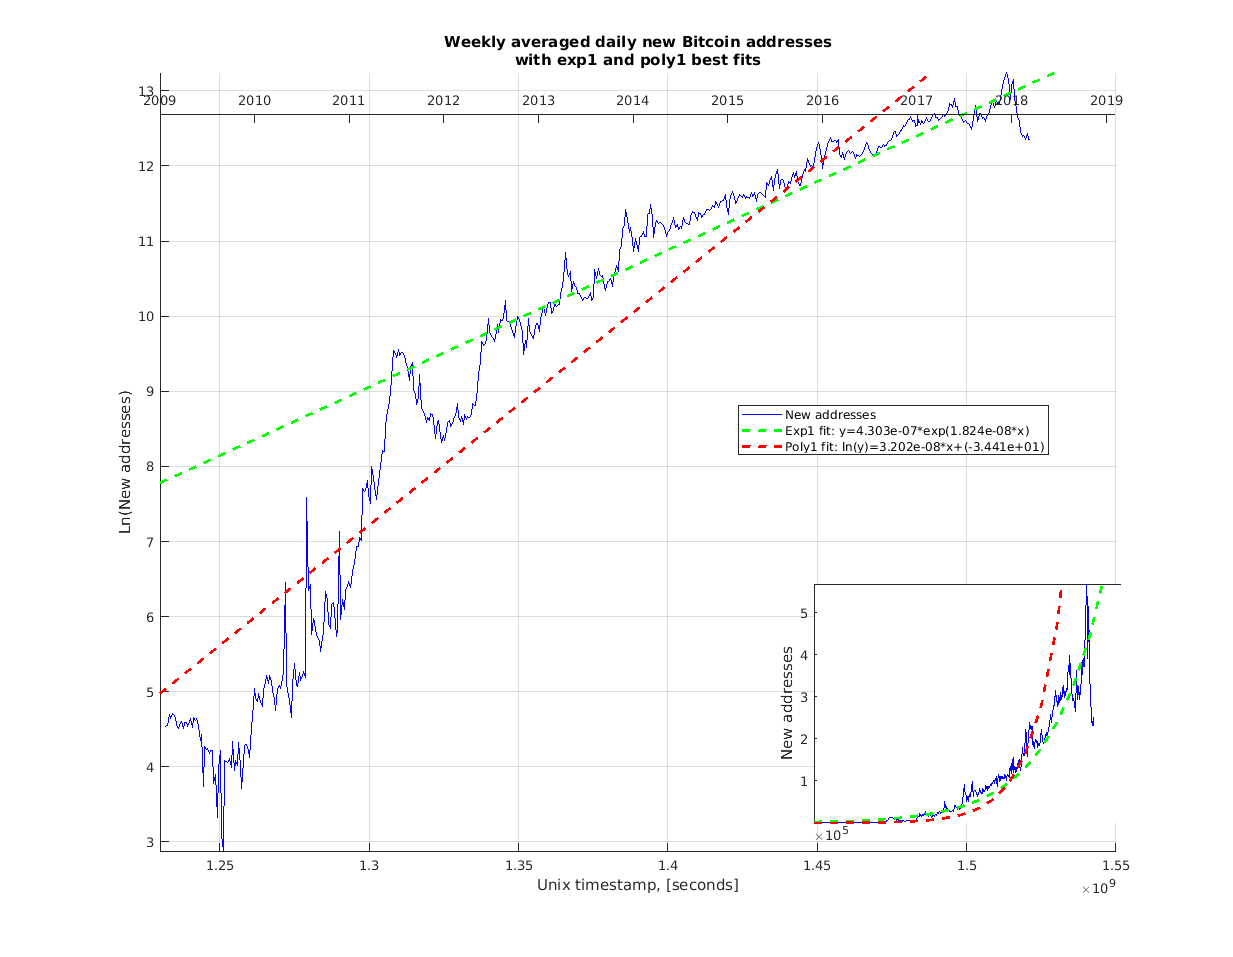 Weekly averaged daily new Bitcoin addresses
with exp1 and poly1 best fits
13
2009 2010 2011 2012 2013 2014 2015 2016 2017 2018 2019
12
11
10
9
8
7
6
5
4
3
Ln(New addresses)
New addresses
Exp1 fit: y=4.303e-07*exp(1.824e-08*x)
Poly1 fit: ln(y)=3.202e-08*x+(-3.441e+01)
5
4
3
2
1
New addresses
×10^5
1.25 1.3 1.35 1.4 1.45 1.5 1.55
Unix timestamp, [seconds]
×10^9